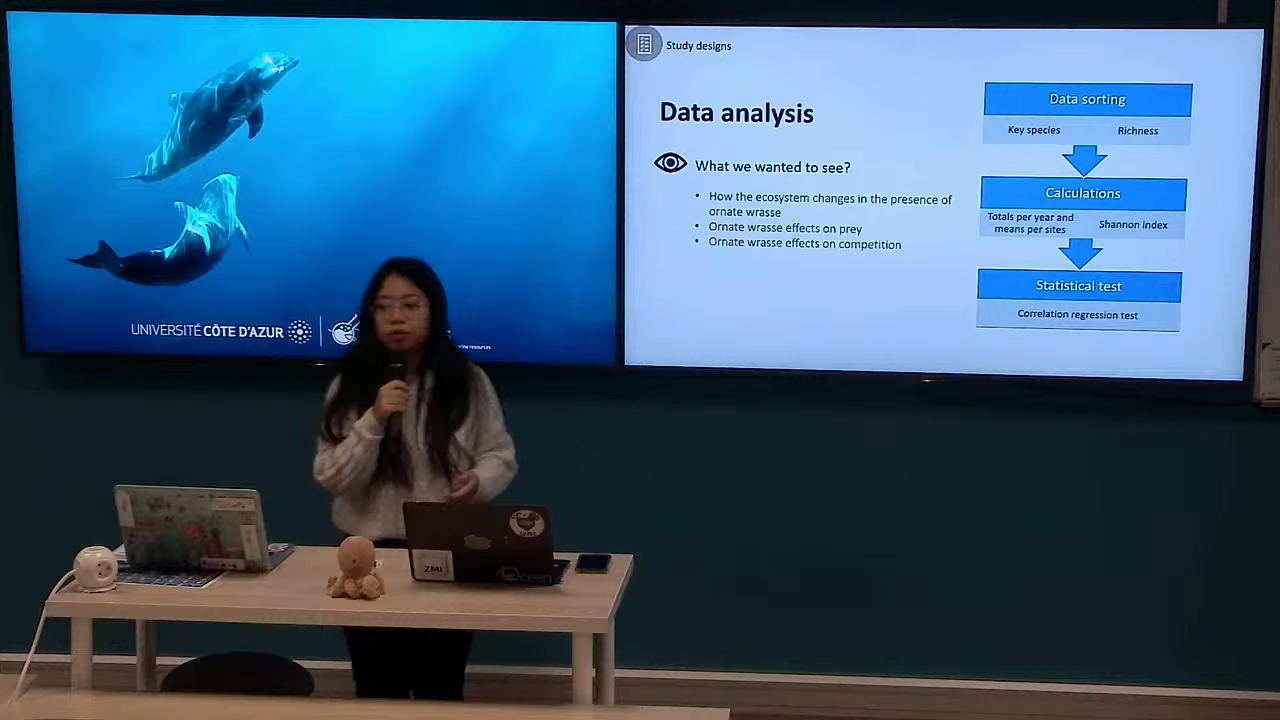 UNIVERSITÉ CÔTE D'AZUR
marine resources
Study designs
Data analysis
What we wanted to see?
• How the ecosystem changes in the presence of
ornate wrasse
• Ornate wrasse effects on prey
• Ornate wrasse effects on competition
Data sorting
Key species Richness
Calculations
Totals per year and
means per sites
Shannon index
Statistical test
Correlation regression test
ZMI